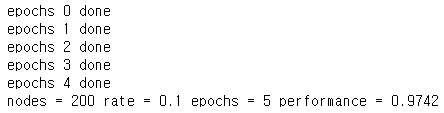 epochs 0 done
epochs 1 done
epochs 2 done
epochs 3 done
epochs 4 done
nodes = 200 rate = 0.1 epochs = 5 performance = 0.9742